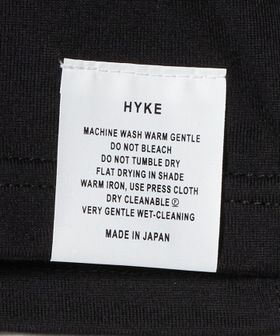 HYKE
MACHINE WASH WARM GENTLE
DO NOT BLEACH
DO NOT TUMBLE DRY
FLAT DRYING IN SHADE
WARM IRON, USE PRESS CLOTH
DRY CLEANABLE Ⓟ
VERY GENTLE WET-CLEANING
MADE IN JAPAN